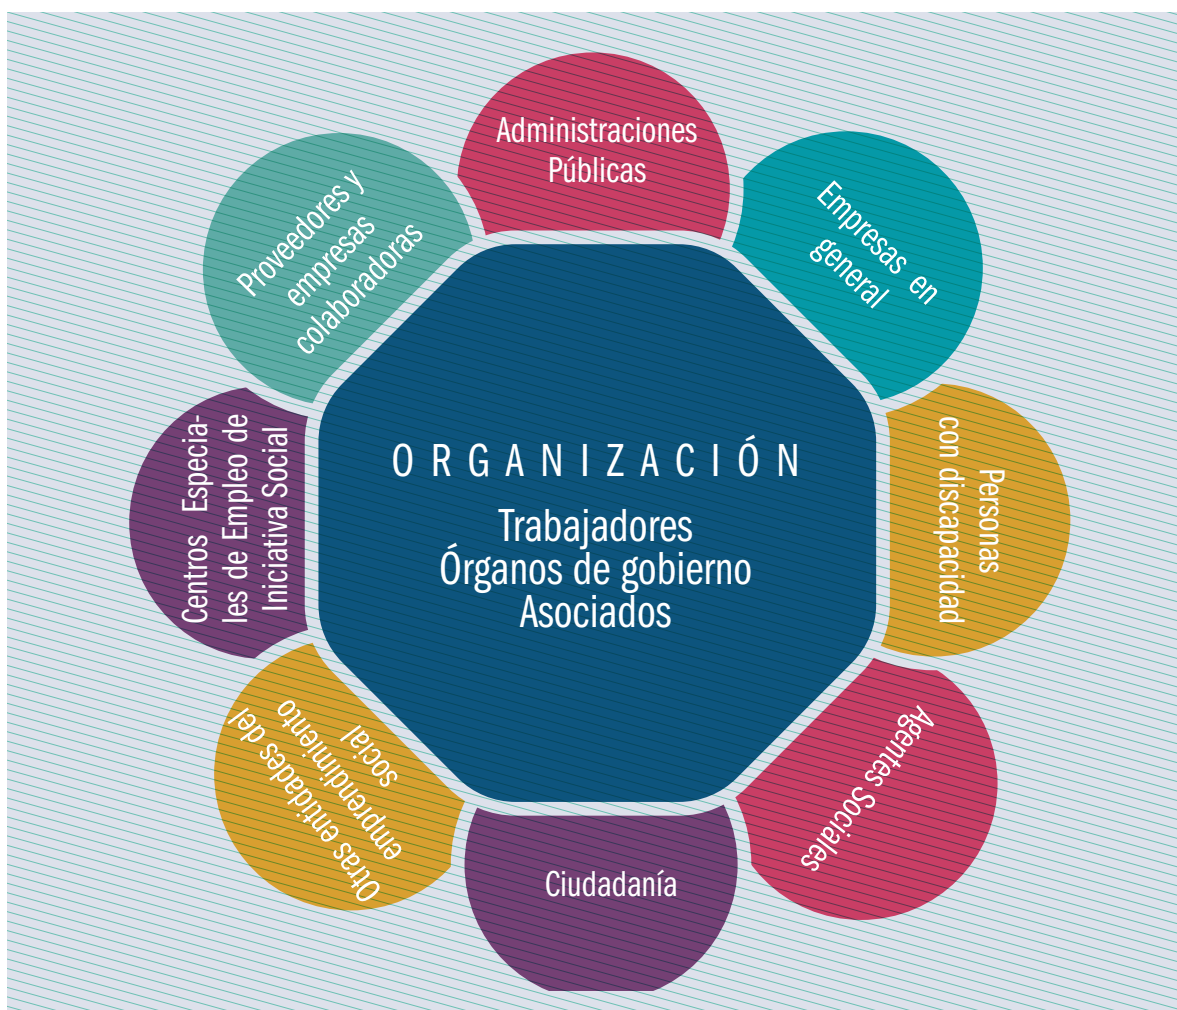 Administraciones
Públicas
Empresas en
general
Personas
con discapacidad
Agentes Sociales
Ciudadanía
Otras entidades del
emprendimiento
social
Centros Especia-
les de Empleo de
Iniciativa Social
Proveedores y
empresas
colaboradoras
ORGANIZACIÓN
Trabajadores
Órganos de gobierno
Asociados